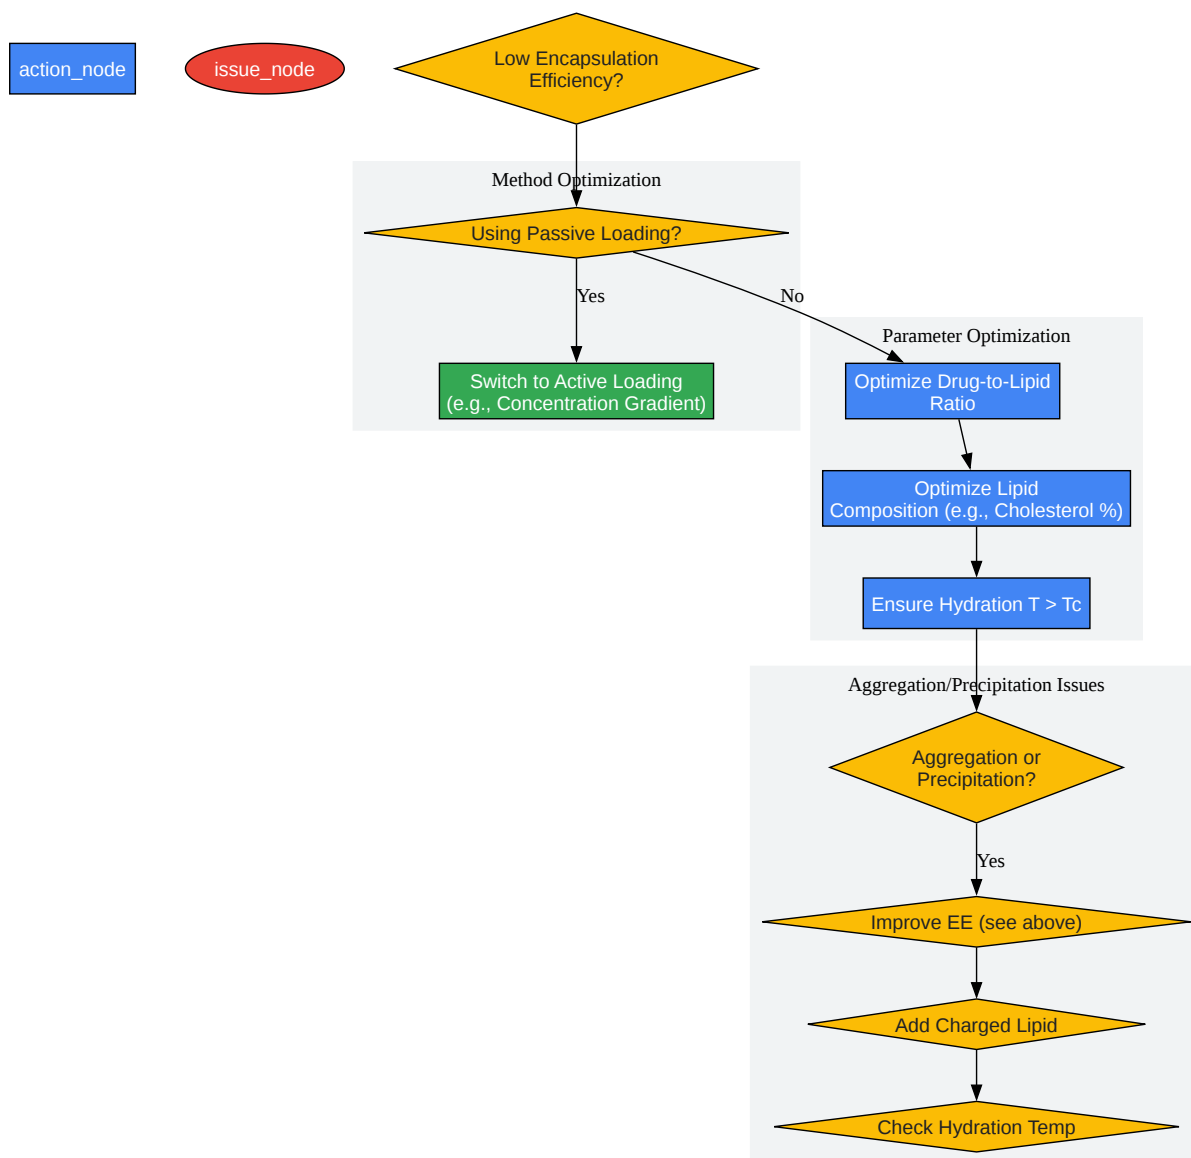 action_node
issue_node
Low Encapsulation
Efficiency?
Method Optimization
Using Passive Loading?
Yes
No
Switch to Active Loading
(e.g., Concentration Gradient)
Parameter Optimization
Optimize Drug-to-Lipid
Ratio
Optimize Lipid
Composition (e.g., Cholesterol %)
Ensure Hydration T > Tc
Aggregation/Precipitation Issues
Aggregation or
Precipitation?
Yes
Improve EE (see above)
Add Charged Lipid
Check Hydration Temp